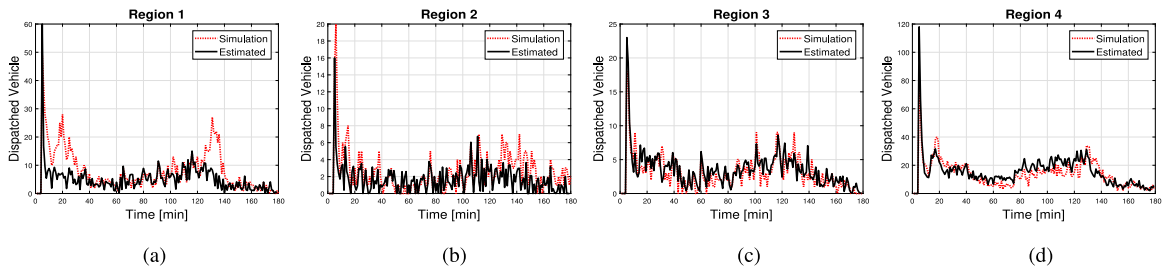 Region 1
Dispatched Vehicle
60
50
40
30
20
10
0
0 20 40 60 80 100 120 140 160 180
Time [min]
Simulation
Estimated
(a)
Region 2
Dispatched Vehicle
20
18
16
14
12
10
8
6
4
2
0
0 20 40 60 80 100 120 140 160 180
Time [min]
Simulation
Estimated
(b)
Region 3
Dispatched Vehicle
25
20
15
10
5
0
0 20 40 60 80 100 120 140 160 180
Time [min]
Simulation
Estimated
(c)
Region 4
Dispatched Vehicle
120
100
80
60
40
20
0
0 20 40 60 80 100 120 140 160 180
Time [min]
Simulation
Estimated
(d)